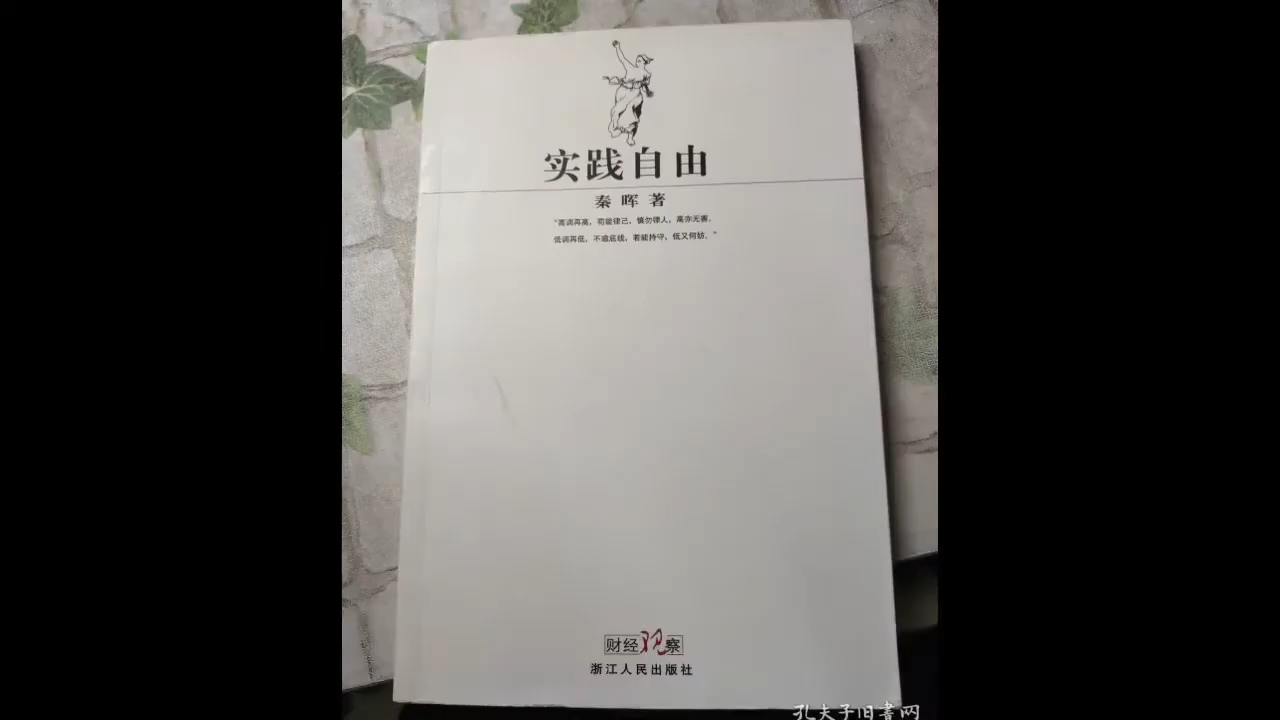 实践自由
秦晖 著
“高调再高，苟能律己，慎勿律人，高亦无害。
低调再低，不逾底线，若能持守，低又何妨。”
财经观察
浙江人民出版社
孔夫子旧书网